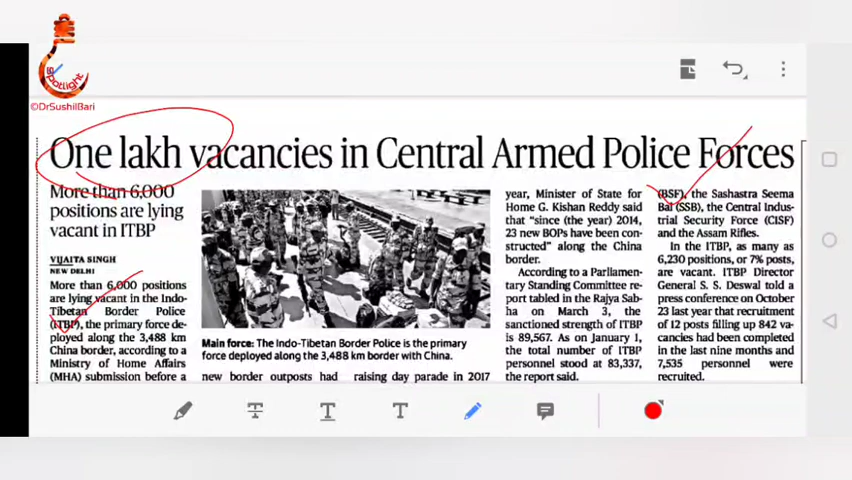 Spotlight
©DrSushilBari
One lakh vacancies in Central Armed Police Forces
More than 6,000
positions are lying
vacant in ITBP
VIJAITA SINGH
NEW DELHI
More than 6,000 positions
are lying vacant in the Indo-
Tibetan Border Police
(ITBP), the primary force de-
ployed along the 3,488 km
China border, according to a
Ministry of Home Affairs
(MHA) submission before a
Main force: The Indo-Tibetan Border Police is the primary
force deployed along the 3,488 km border with China.
new border outposts had
raising day parade in 2017
year, Minister of State for
Home G. Kishan Reddy said
that “since (the year) 2014,
23 new BOPs have been con-
structed” along the China
border.
According to a Parliamen-
tary Standing Committee re-
port tabled in the Rajya Sab-
ha on March 3, the
sanctioned strength of ITBP
is 89,567. As on January 1,
the total number of ITBP
personnel stood at 83,337,
the report said.
(BSF), the Sashastra Seema
Bal (SSB), the Central Indus-
trial Security Force (CISF)
and the Assam Rifles.
In the ITBP, as many as
6,230 positions, or 7% posts,
are vacant. ITBP Director
General S. S. Deswal told a
press conference on October
23 last year that recruitment
of 12 posts filling up 842 va-
cancies had been completed
in the last nine months and
7,535 personnel were
recruited.
T
T
T